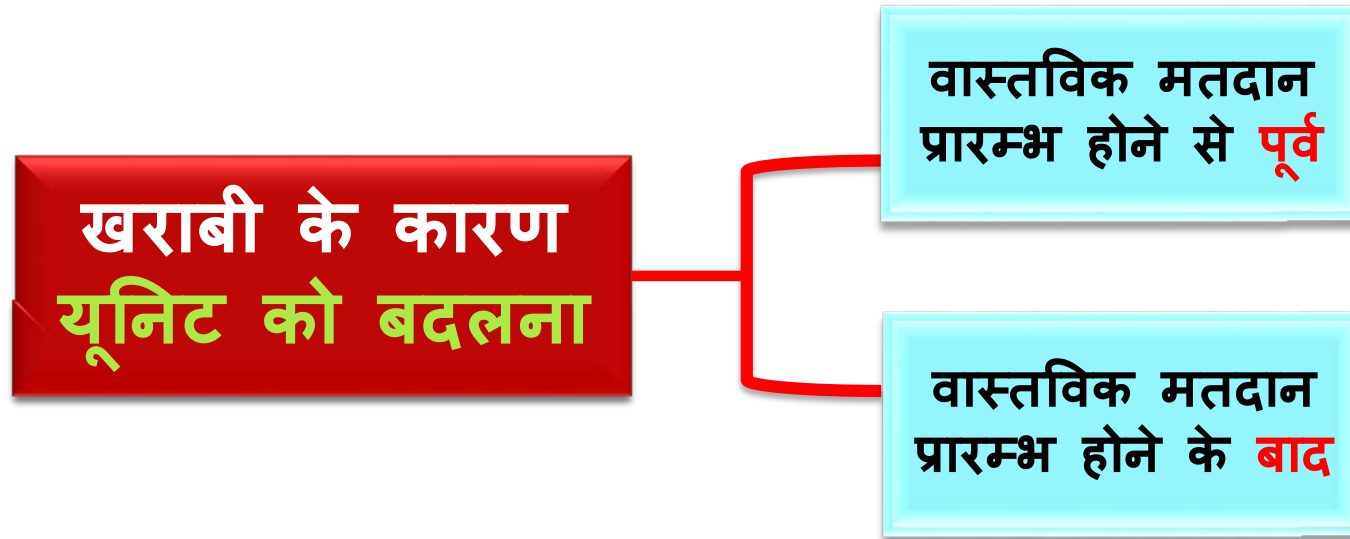 खराबी के कारण
यूनिट को बदलना
वास्तविक मतदान
प्रारम्भ होने से पूर्व
वास्तविक मतदान
प्रारम्भ होने के बाद